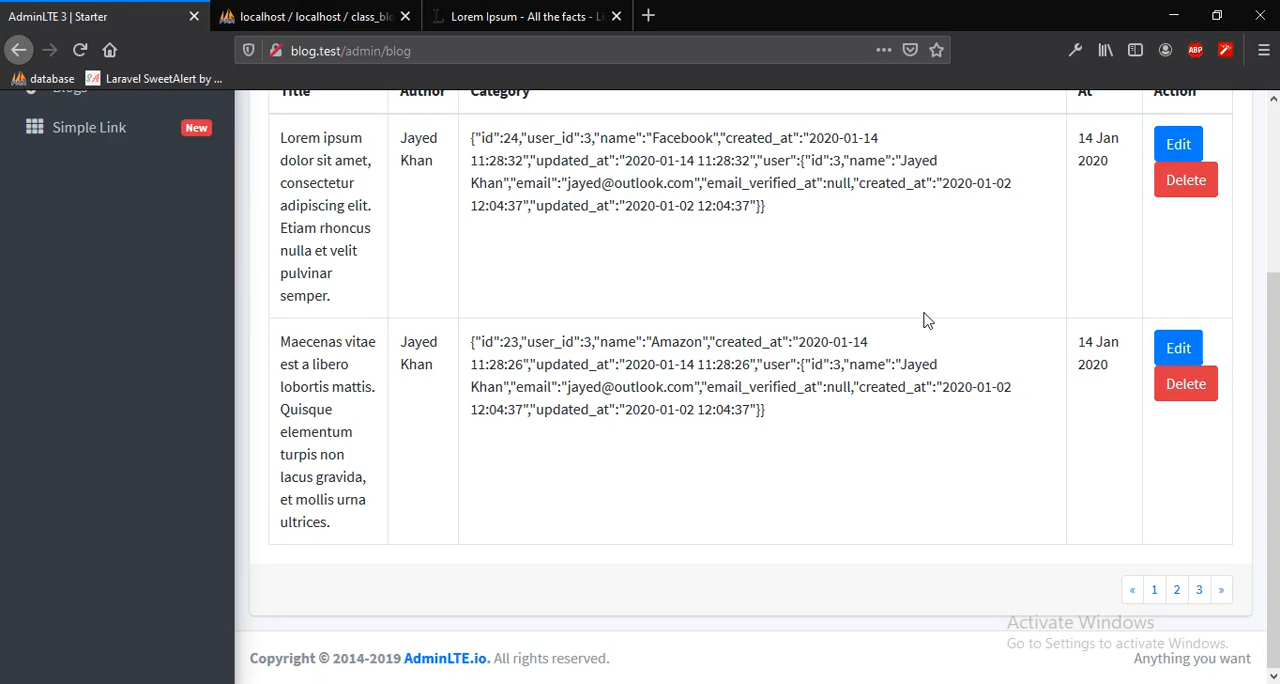 AdminLTE 3 | Starter
localhost / localhost / class_blo
Lorem Ipsum - All the facts - Li
blog.test/admin/blog
ABP
database
Laravel SweetAlert by ...
Blogs
Simple Link
New
Title
Author
Category
At
Action
Lorem ipsum
dolor sit amet,
consectetur
adipiscing elit.
Etiam rhoncus
nulla et velit
pulvinar
semper.
Jayed
Khan
{"id":24,"user_id":3,"name":"Facebook","created_at":"2020-01-14
11:28:32","updated_at":"2020-01-14 11:28:32","user":{"id":3,"name":"Jayed
Khan","email":"jayed@outlook.com","email_verified_at":null,"created_at":"2020-01-02
12:04:37","updated_at":"2020-01-02 12:04:37"}}
14 Jan
2020
Edit
Delete
Maecenas vitae
est a libero
lobortis mattis.
Quisque
elementum
turpis non
lacus gravida,
et mollis urna
ultrices.
Jayed
Khan
{"id":23,"user_id":3,"name":"Amazon","created_at":"2020-01-14
11:28:26","updated_at":"2020-01-14 11:28:26","user":{"id":3,"name":"Jayed
Khan","email":"jayed@outlook.com","email_verified_at":null,"created_at":"2020-01-02
12:04:37","updated_at":"2020-01-02 12:04:37"}}
14 Jan
2020
Edit
Delete
« 1 2 3 »
Activate Windows
Go to Settings to activate Windows.
Copyright © 2014-2019 AdminLTE.io. All rights reserved.
Anything you want